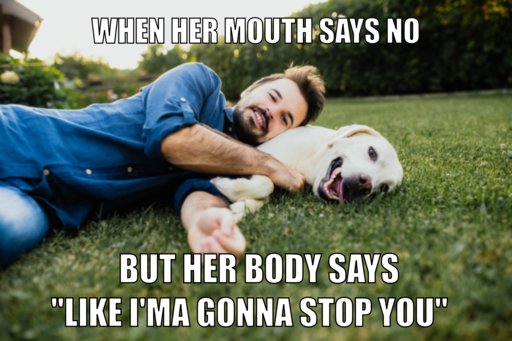 WHEN HER MOUTH SAYS NO
BUT HER BODY SAYS
"LIKE I'MA GONNA STOP YOU"